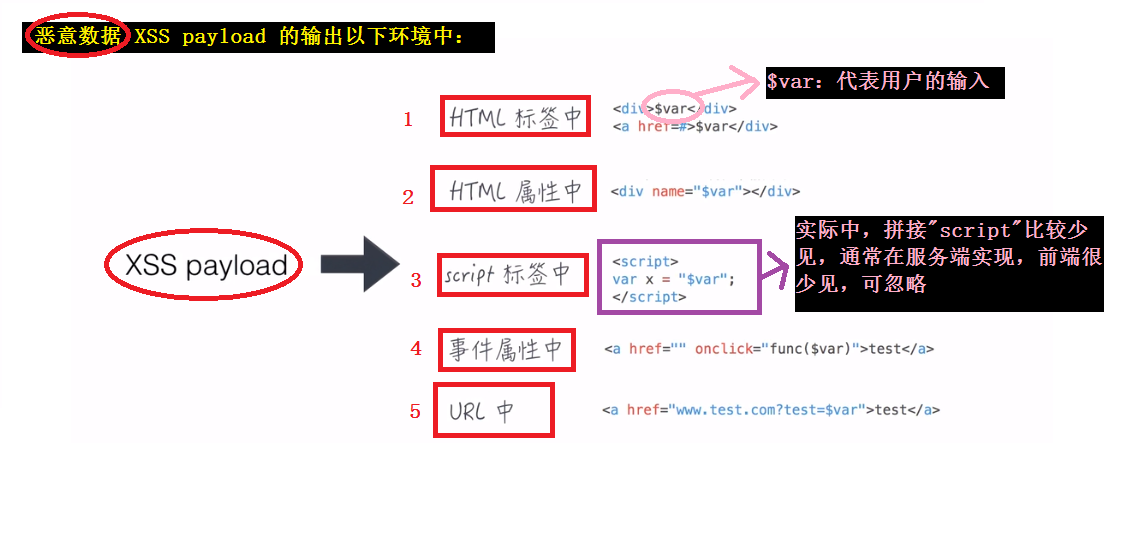 恶意数据 XSS payload 的输出以下环境中：
$var：代表用户的输入
1 HTML 标签中
<div>$var</div>
<a href=#>$var</div>
2 HTML 属性中
<div name="$var"></div>
XSS payload
3 script 标签中
<script>
var x = "$var";
</script>
实际中，拼接"script"比较少
见，通常在服务端实现，前端很
少见，可忽略
4 事件属性中
<a href="" onclick="func($var)">test</a>
5 URL 中
<a href="www.test.com?test=$var">test</a>